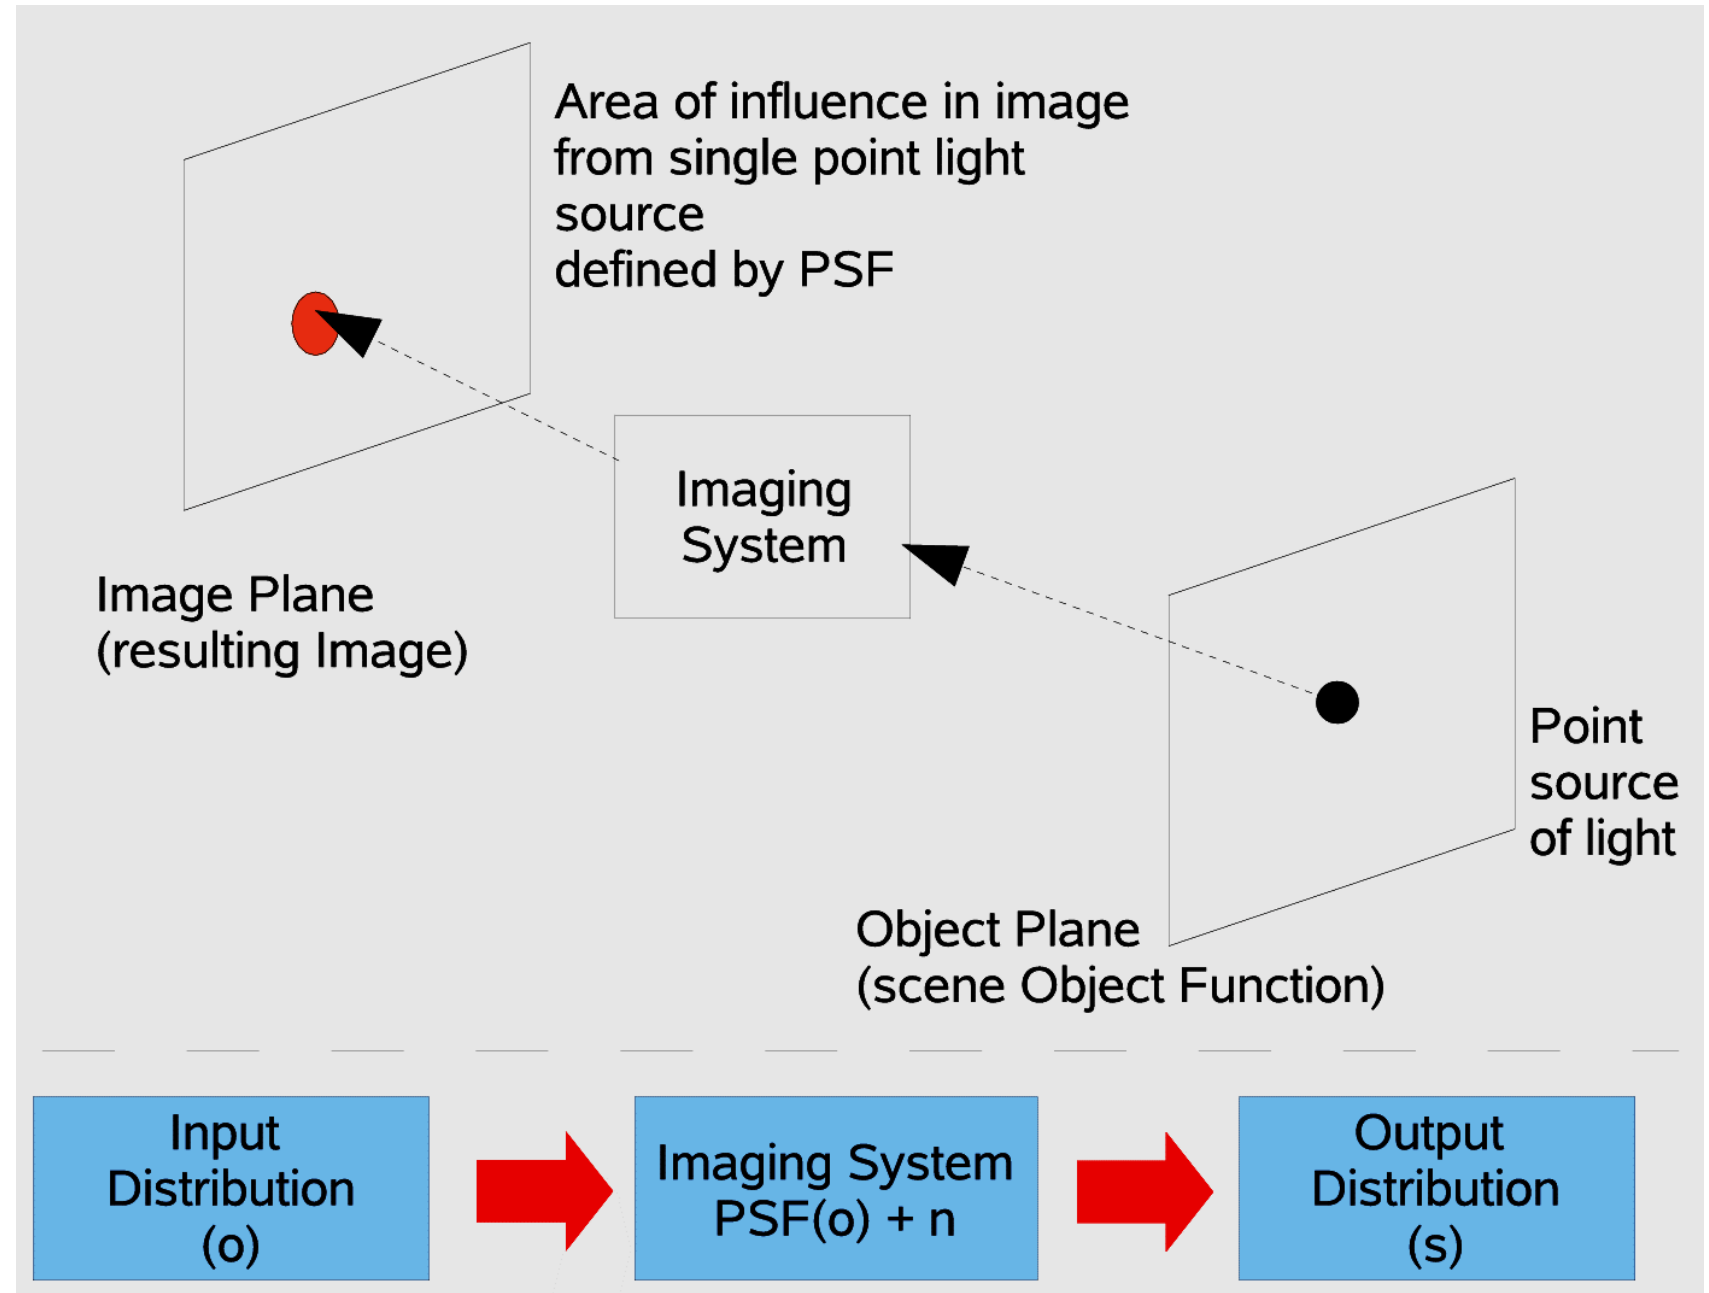 Area of influence in image
from single point light
source
defined by PSF
Imaging
System
Image Plane
(resulting Image)
Point
source
of light
Object Plane
(scene Object Function)
Input
Distribution
(o)
Imaging System
PSF(o) + n
Output
Distribution
(s)